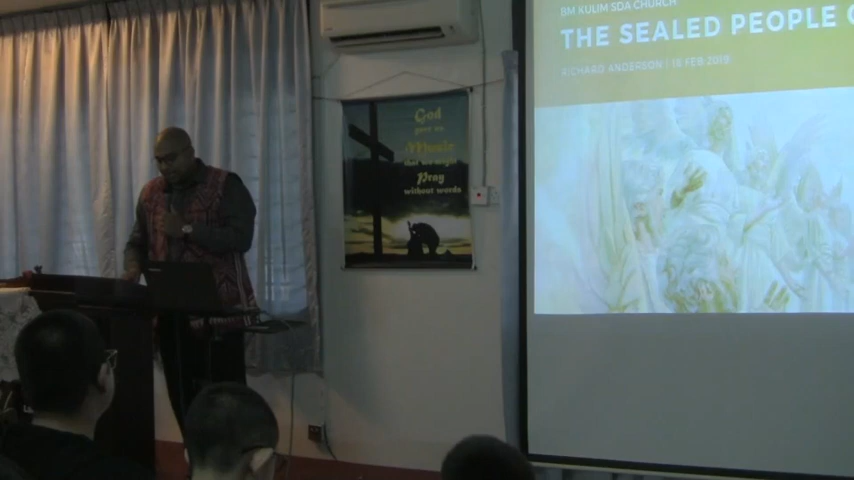 God
gave us
Music
that we might
Pray
without words
BM KULIM SDA CHURCH
THE SEALED PEOPLE
RICHARD ANDERSON | 16 FEB 2019